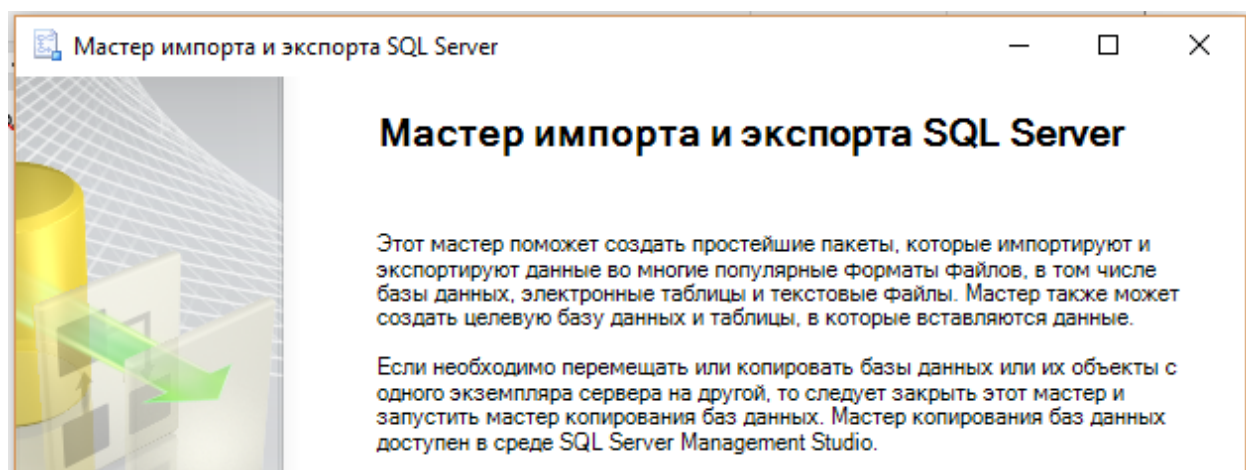 Мастер импорта и экспорта SQL Server
Мастер импорта и экспорта SQL Server
Этот мастер поможет создать простейшие пакеты, которые импортируют и
экспортируют данные во многие популярные форматы файлов, в том числе
базы данных, электронные таблицы и текстовые файлы. Мастер также может
создать целевую базу данных и таблицы, в которые вставляются данные.
Если необходимо перемещать или копировать базы данных или их объекты с
одного экземпляра сервера на другой, то следует закрыть этот мастер и
запустить мастер копирования баз данных. Мастер копирования баз данных
доступен в среде SQL Server Management Studio.